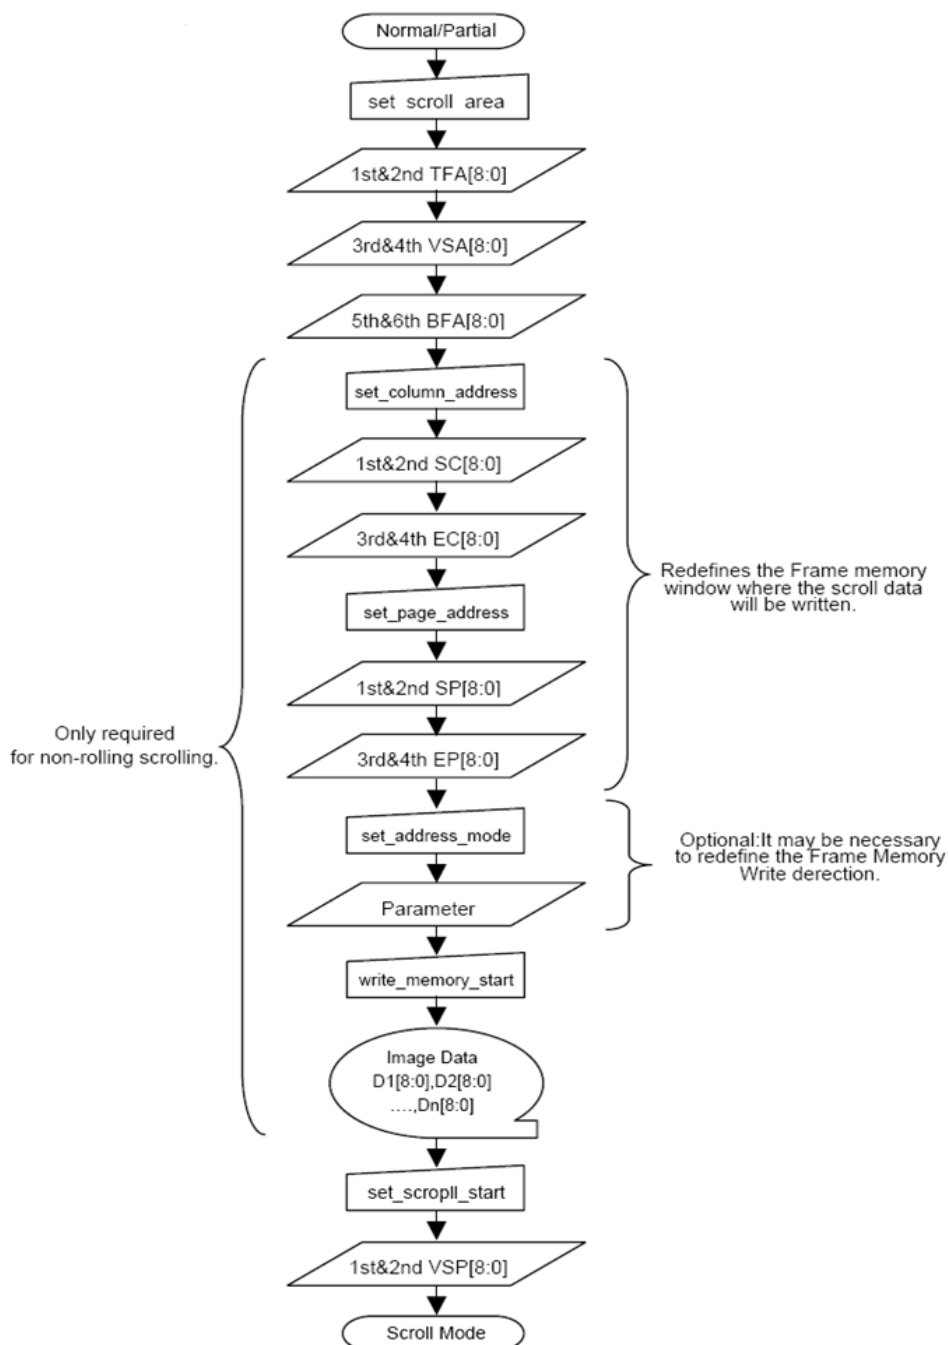 Normal/Partial
set scroll area
1st&2nd TFA[8:0]
3rd&4th VSA[8:0]
5th&6th BFA[8:0]
set_column_address
1st&2nd SC[8:0]
3rd&4th EC[8:0]
set_page_address
1st&2nd SP[8:0]
3rd&4th EP[8:0]
Redefines the Frame memory
window where the scroll data
will be written.
Only required
for non-rolling scrolling.
set_address_mode
Parameter
Optional:It may be necessary
to redefine the Frame Memory
Write derection.
write_memory_start
Image Data
D1[8:0],D2[8:0]
....,Dn[8:0]
set_scropll_start
1st&2nd VSP[8:0]
Scroll Mode